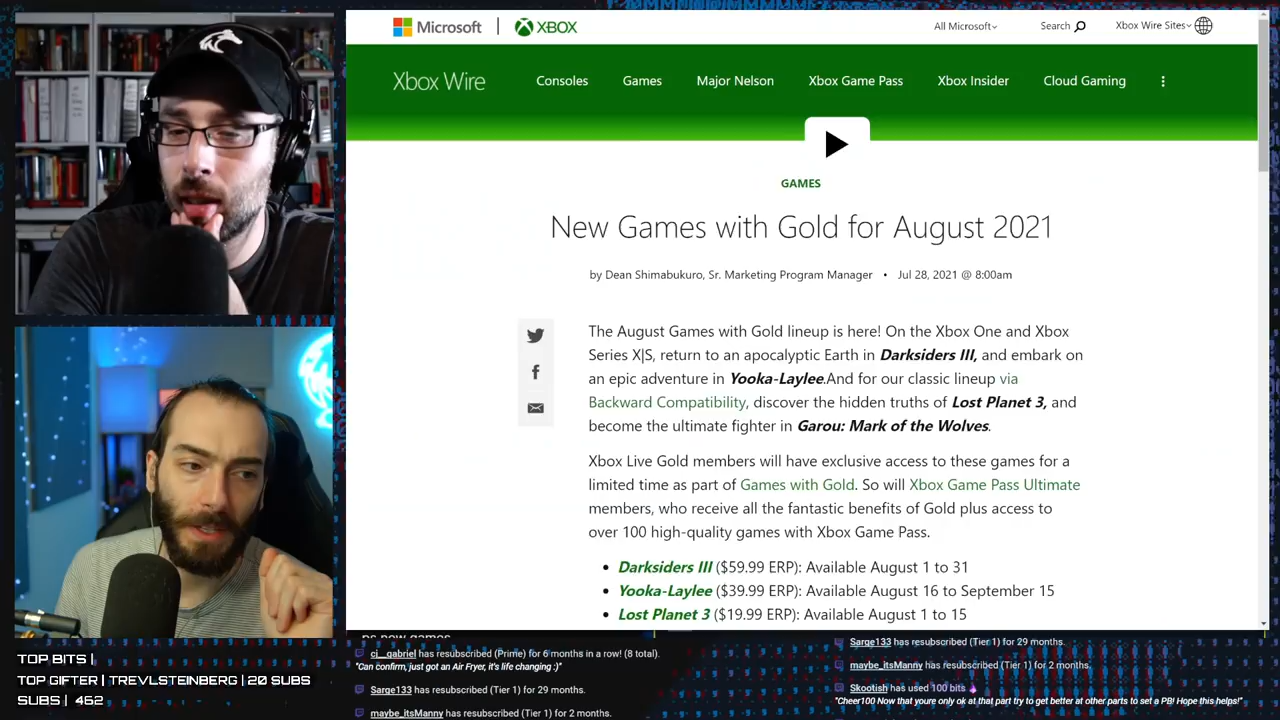 Microsoft
XBOX
All Microsoft
Search
Xbox Wire Sites
Xbox Wire
Consoles
Games
Major Nelson
Xbox Game Pass
Xbox Insider
Cloud Gaming
GAMES
New Games with Gold for August 2021
by Dean Shimabukuro, Sr. Marketing Program Manager • Jul 28, 2021 @ 8:00am
The August Games with Gold lineup is here! On the Xbox One and Xbox
Series X|S, return to an apocalyptic Earth in Darksiders III, and embark on
an epic adventure in Yooka-Laylee.And for our classic lineup via
Backward Compatibility, discover the hidden truths of Lost Planet 3, and
become the ultimate fighter in Garou: Mark of the Wolves.
Xbox Live Gold members will have exclusive access to these games for a
limited time as part of Games with Gold. So will Xbox Game Pass Ultimate
members, who receive all the fantastic benefits of Gold plus access to
over 100 high-quality games with Xbox Game Pass.
• Darksiders III ($59.99 ERP): Available August 1 to 31
• Yooka-Laylee ($39.99 ERP): Available August 16 to September 15
• Lost Planet 3 ($19.99 ERP): Available August 1 to 15
TOP BITS |
TOP GIFTER | TREVLSTEINBERG | 20 SUBS
SUBS | 462
ps new games
cj__gabriel has resubscribed (Prime) for 6 months in a row! (8 total).
"Can confirm, just got an Air Fryer, it's life changing :)"
Sarge133 has resubscribed (Tier 1) for 29 months.
maybe_itsManny has resubscribed (Tier 1) for 2 months.
Sarge133 has resubscribed (Tier 1) for 29 months.
maybe_itsManny has resubscribed (Tier 1) for 2 months.
Skootish has used 100 bits
"Cheer100 Now that youre only ok at that part try to get better at other parts to set a PB! Hope this helps!"